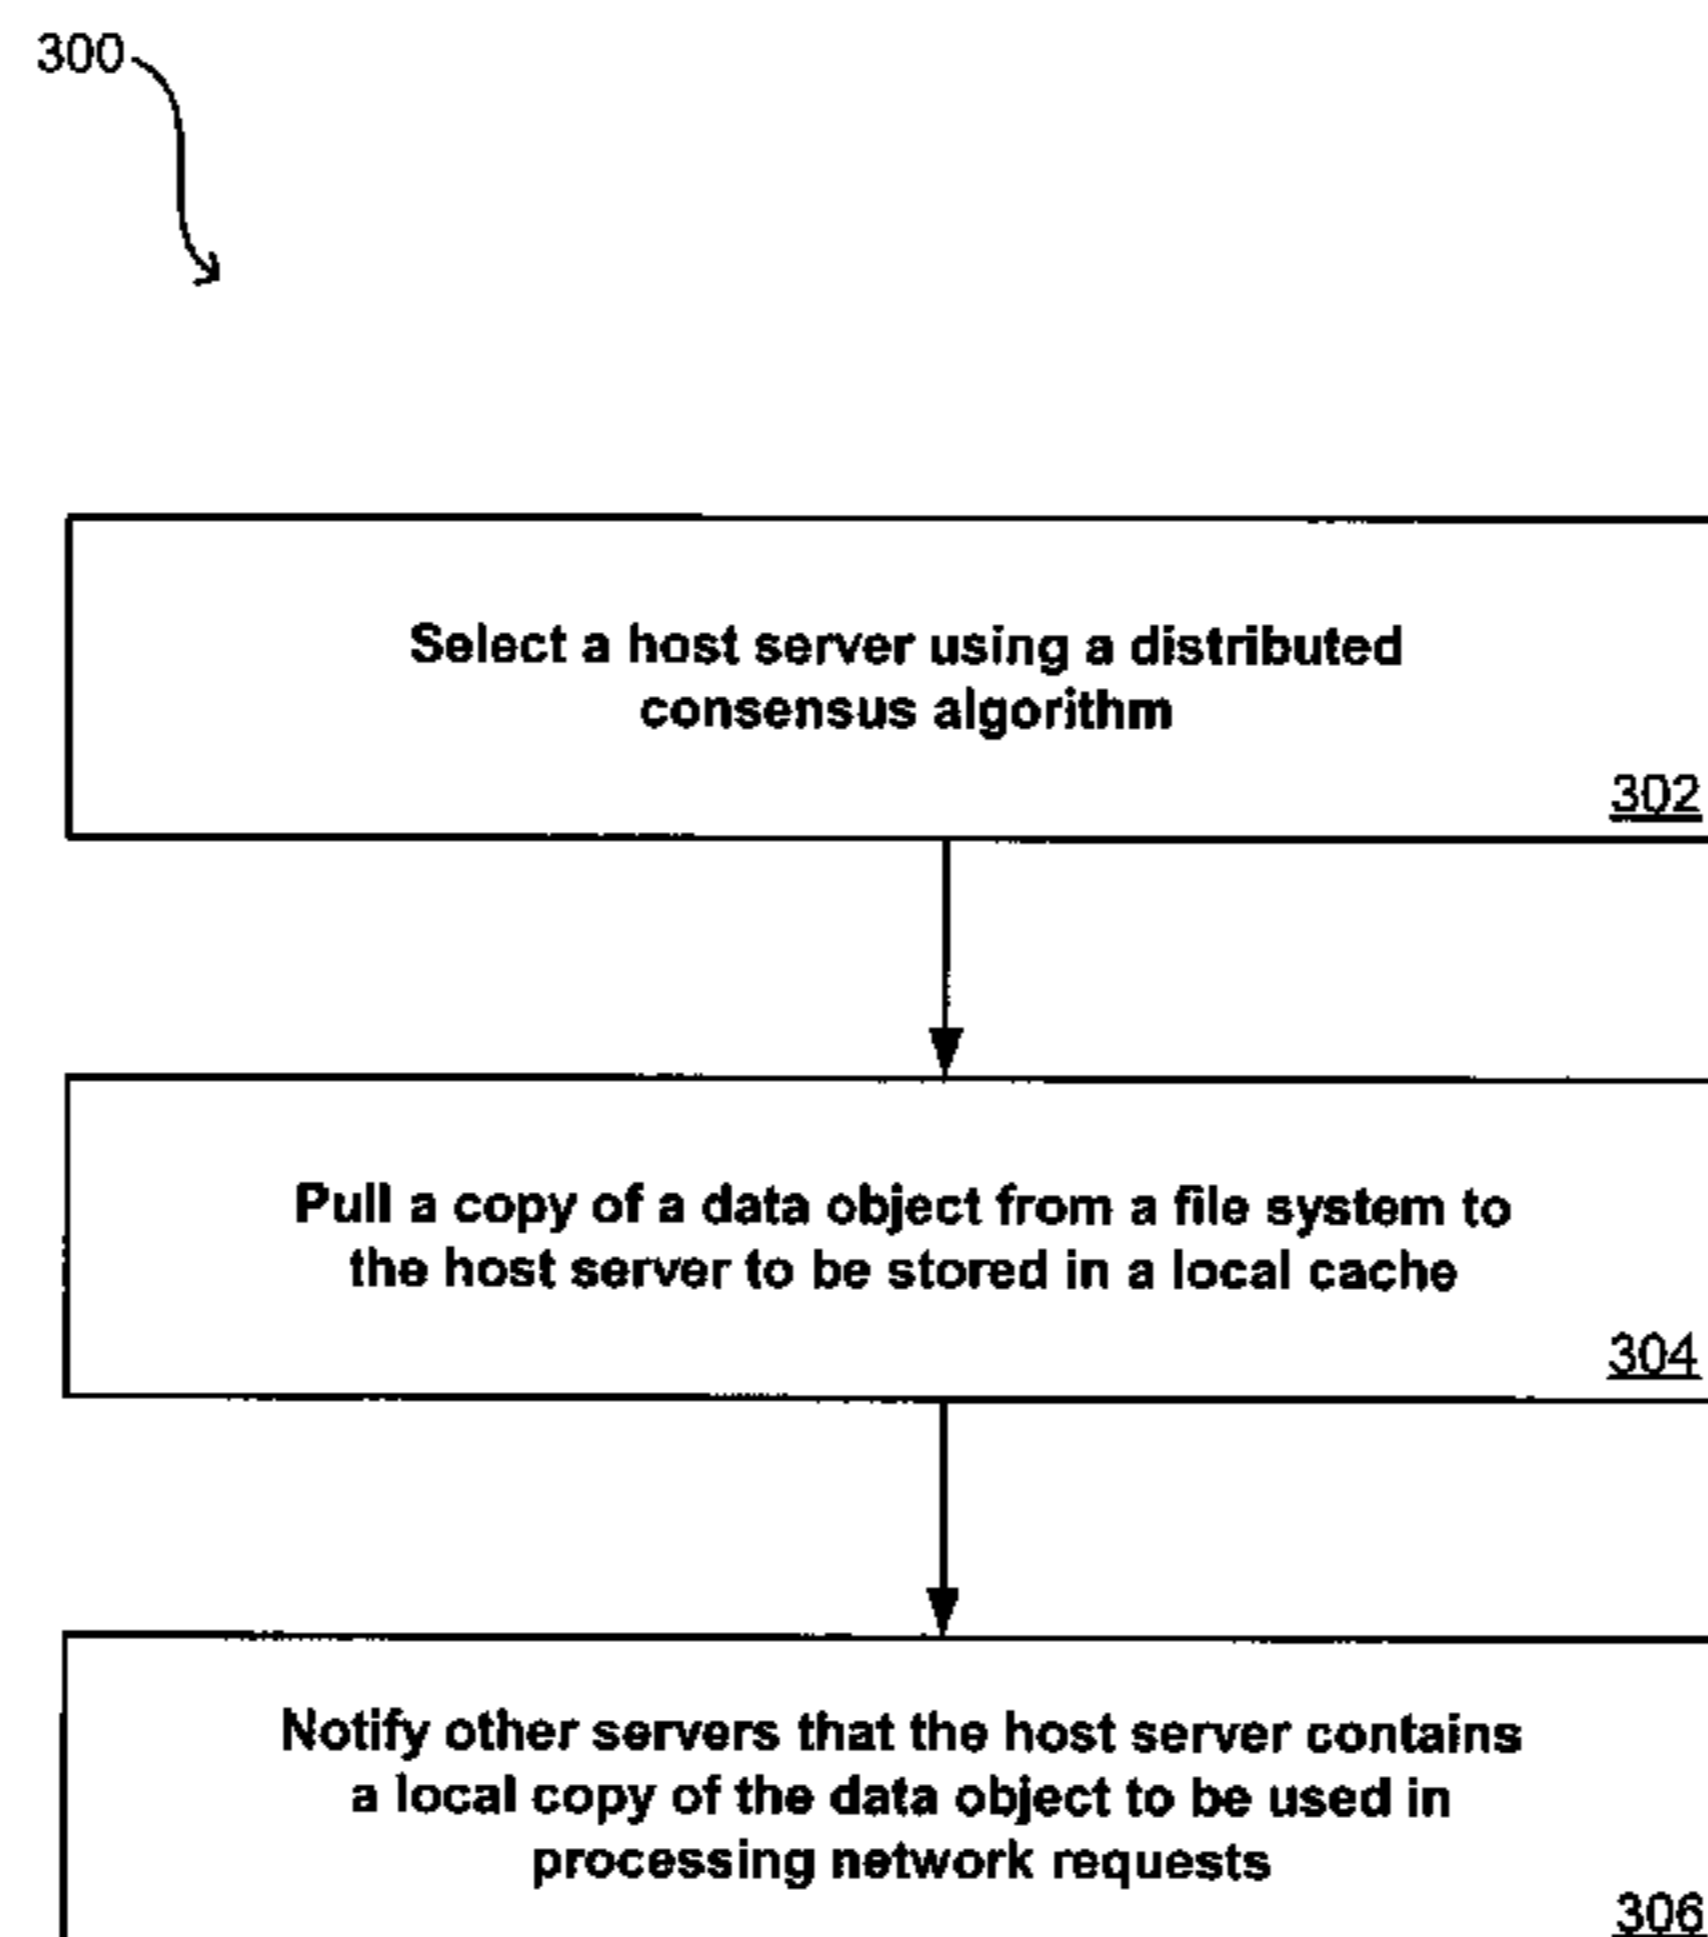 300
Select a host server using a distributed
consensus algorithm
302
Pull a copy of a data object from a file system to
the host server to be stored in a local cache
304
Notify other servers that the host server contains
a local copy of the data object to be used in
processing network requests
306